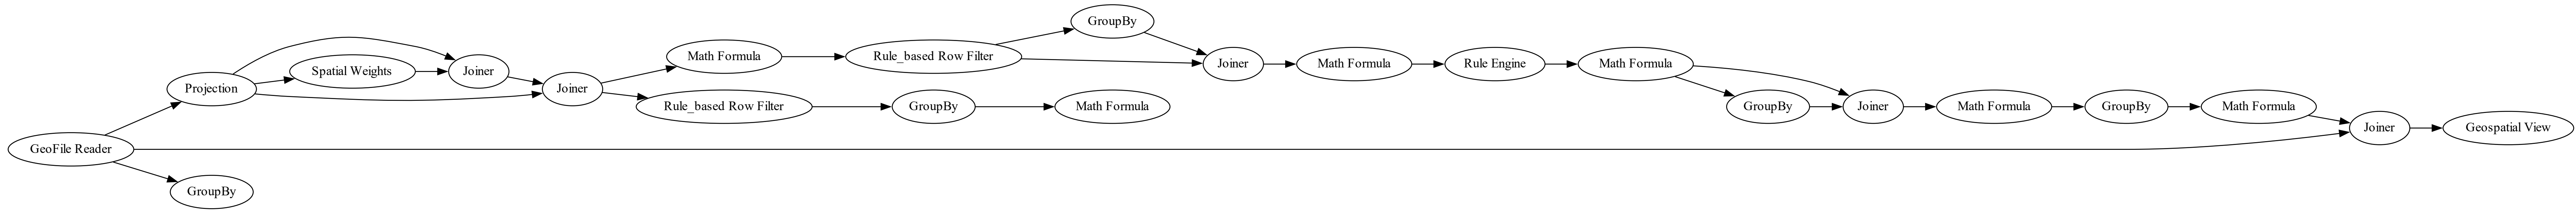 GeoFile Reader
Projection
GroupBy
Spatial Weights
Joiner
Joiner
Math Formula
Rule_based Row Filter
Rule_based Row Filter
GroupBy
GroupBy
Math Formula
Joiner
Math Formula
Rule Engine
Math Formula
GroupBy
Joiner
Math Formula
GroupBy
Math Formula
Joiner
Geospatial View